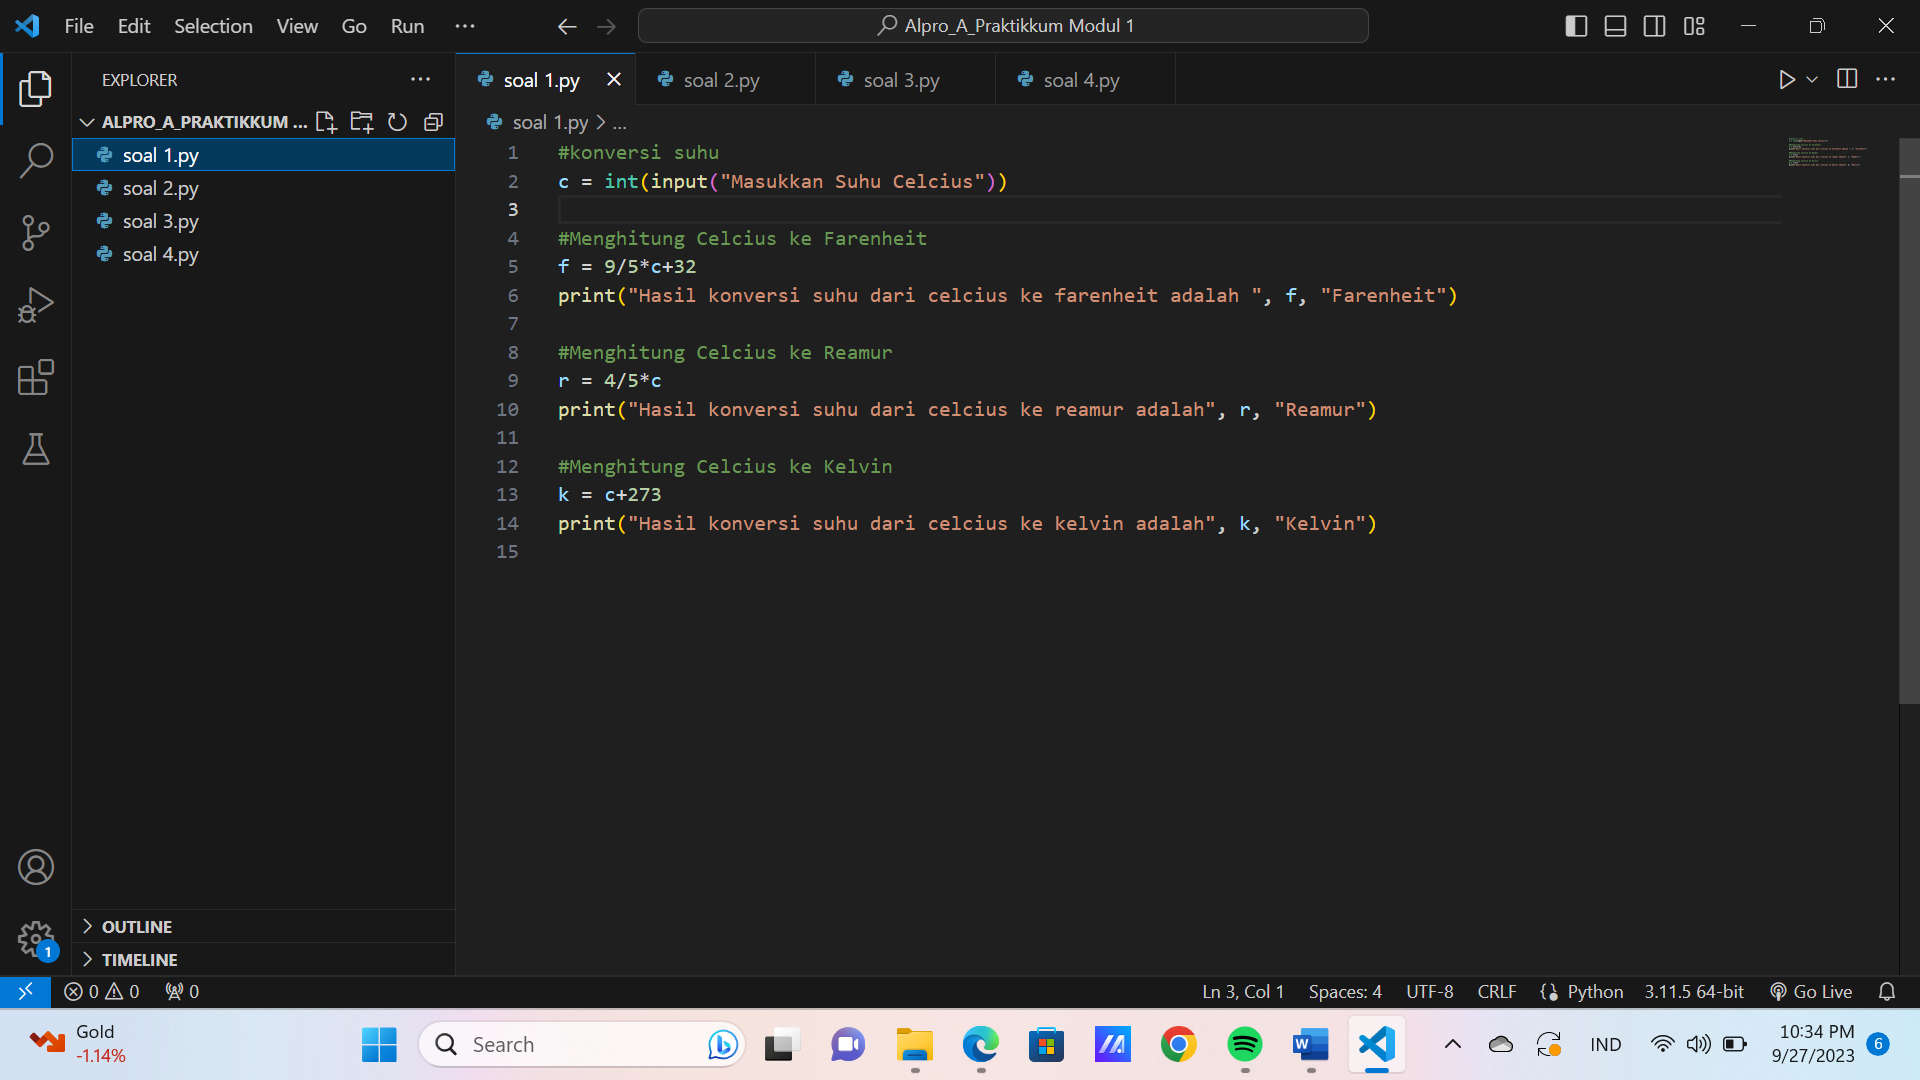 File Edit Selection View Go Run ...
Alpro_A_Praktikkum Modul 1
EXPLORER
ALPRO_A_PRAKTIKKUM ...
soal 1.py
soal 2.py
soal 3.py
soal 4.py
OUTLINE
TIMELINE
soal 1.py soal 2.py soal 3.py soal 4.py
soal 1.py > ...
1 #konversi suhu
2 c = int(input("Masukkan Suhu Celcius"))
3
4 #Menghitung Celcius ke Farenheit
5 f = 9/5*c+32
6 print("Hasil konversi suhu dari celcius ke farenheit adalah ", f, "Farenheit")
7
8 #Menghitung Celcius ke Reamur
9 r = 4/5*c
10 print("Hasil konversi suhu dari celcius ke reamur adalah", r, "Reamur")
11
12 #Menghitung Celcius ke Kelvin
13 k = c+273
14 print("Hasil konversi suhu dari celcius ke kelvin adalah", k, "Kelvin")
15
1
0 0 0 Ln 3, Col 1 Spaces: 4 UTF-8 CRLF Python 3.11.5 64-bit Go Live
Gold
-1.14%
Search
W
IND
10:34 PM
9/27/2023
6